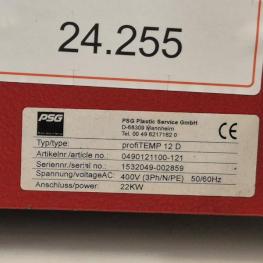 24.255
PSG
PSG Plastic Service GmbH
D-68309 Mannheim
Tel. 00 49 6217162 0
CE
Typ/type: profiTEMP 12 D
Artikelnr./article no.: 0490121100-121
Seriennr./serial no.: 1532049-002859
Spannung/voltageAC: 400V (3Ph/N/PE) 50/60Hz
Anschluss/power: 22KW